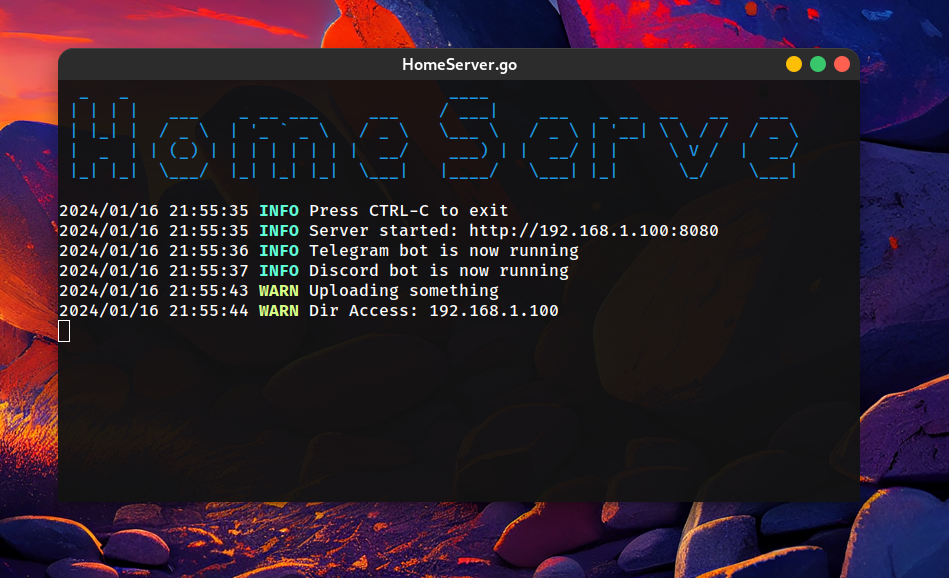 HomeServer.go
HomeServe
2024/01/16 21:55:35 INFO Press CTRL-C to exit
2024/01/16 21:55:35 INFO Server started: http://192.168.1.100:8080
2024/01/16 21:55:36 INFO Telegram bot is now running
2024/01/16 21:55:37 INFO Discord bot is now running
2024/01/16 21:55:43 WARN Uploading something
2024/01/16 21:55:44 WARN Dir Access: 192.168.1.100